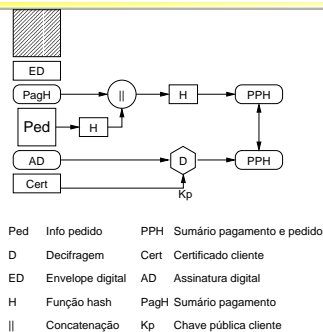 ED
PagH || H PPH
Ped H
AD D PPH
Cert
Kp
Ped Info pedido PPH Sumário pagamento e pedido
D Decifragem Cert Certificado cliente
ED Envelope digital AD Assinatura digital
H Função hash PagH Sumário pagamento
|| Concatenação Kp Chave pública cliente